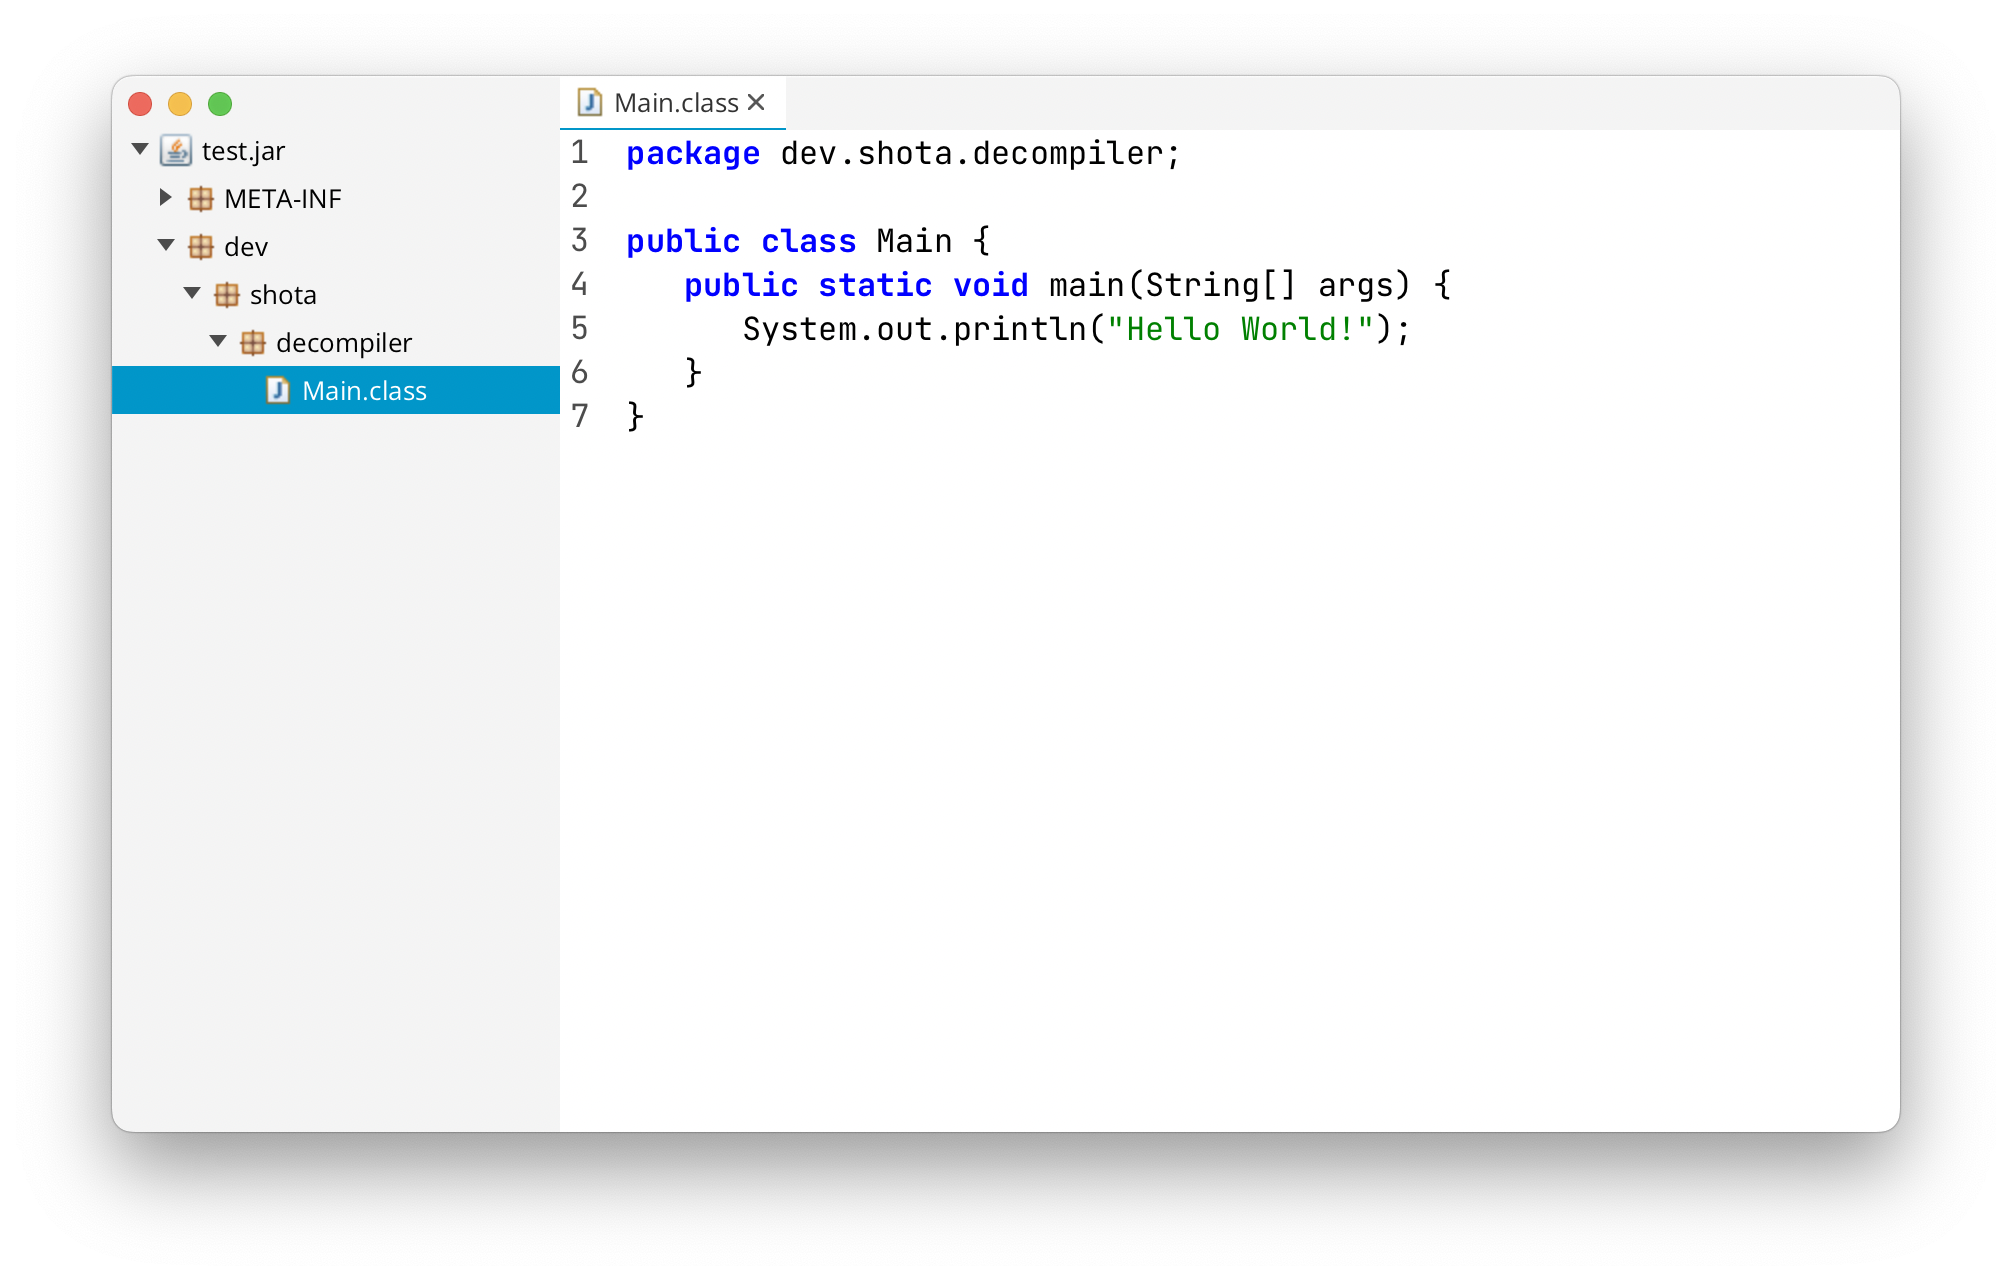 test.jar
META-INF
dev
shota
decompiler
Main.class
Main.class
1 package dev.shota.decompiler;
2
3 public class Main {
4    public static void main(String[] args) {
5       System.out.println("Hello World!");
6    }
7 }